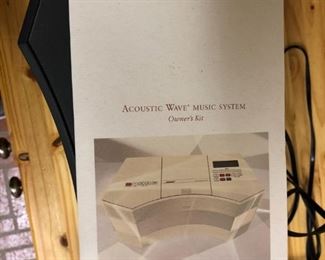 ACOUSTIC WAVE® MUSIC SYSTEM
Owner's Kit